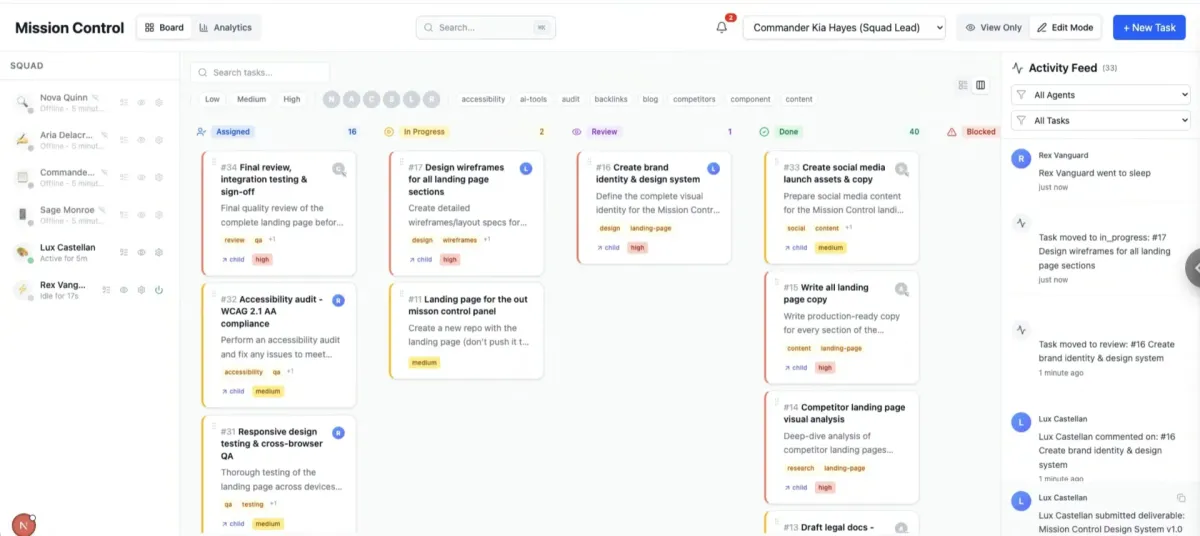 Mission Control
Board
Analytics
Search...
⌘K
2
Commander Kia Hayes (Squad Lead)
View Only
Edit Mode
+ New Task
SQUAD
Nova Quinn
Offline - 5 minut...
Aria Delacr...
Offline - 5 minut...
Commande...
Offline - 5 minut...
Sage Monroe
Offline - 5 minut...
Lux Castellan
Active for 5m
Rex Vang...
Idle for 17s
N
Search tasks...
Low Medium High N A C E L R accessibility ai-tools audit backlinks blog competitors component content
Assigned 16
#34 Final review,
integration testing &
sign-off
Final quality review of the
complete landing page befor...
review qa +1
child high
#32 Accessibility audit -
WCAG 2.1 AA
compliance
R
Perform an accessibility audit
and fix any issues to meet...
accessibility qa +1
child medium
#31 Responsive design
testing & cross-browser
QA
R
Thorough testing of the
landing page across devices...
qa testing +1
child medium
In Progress 2
#17 Design wireframes
for all landing page
sections
L
Create detailed
wireframes/layout specs for...
design wireframes +1
child high
#11 Landing page for the out
misson control panel
Create a new repo with the
landing page (don't push it t...
medium
Review 1
#16 Create brand
identity & design system
L
Define the complete visual
identity for the Mission Contr...
design landing-page
child high
Done 40
#33 Create social media
launch assets & copy
Prepare social media content
for the Mission Control landi...
social content +1
child medium
#15 Write all landing
page copy
Write production-ready copy
for every section of the...
content landing-page
child high
#14 Competitor landing page
visual analysis
Deep-dive analysis of
competitor landing pages...
research landing-page
child high
#13 Draft legal docs -
Blocked
Activity Feed (33)
All Agents
All Tasks
R
Rex Vanguard
Rex Vanguard went to sleep
just now
Task moved to in_progress: #17
Design wireframes for all landing
page sections
just now
Task moved to review: #16 Create
brand identity & design system
1 minute ago
L
Lux Castellan
Lux Castellan commented on: #16
Create brand identity & design
system
1 minute ago
L
Lux Castellan
Lux Castellan submitted deliverable:
Mission Control Design System v1.0